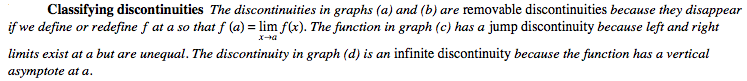 Classifying discontinuities The discontinuities in graphs (a) and (b) are removable discontinuities because they disappear
if we define or redefine f at a so that f (a) = lim f(x). The function in graph (c) has a jump discontinuity because left and right
x→a
limits exist at a but are unequal. The discontinuity in graph (d) is an infinite discontinuity because the function has a vertical
asymptote at a.